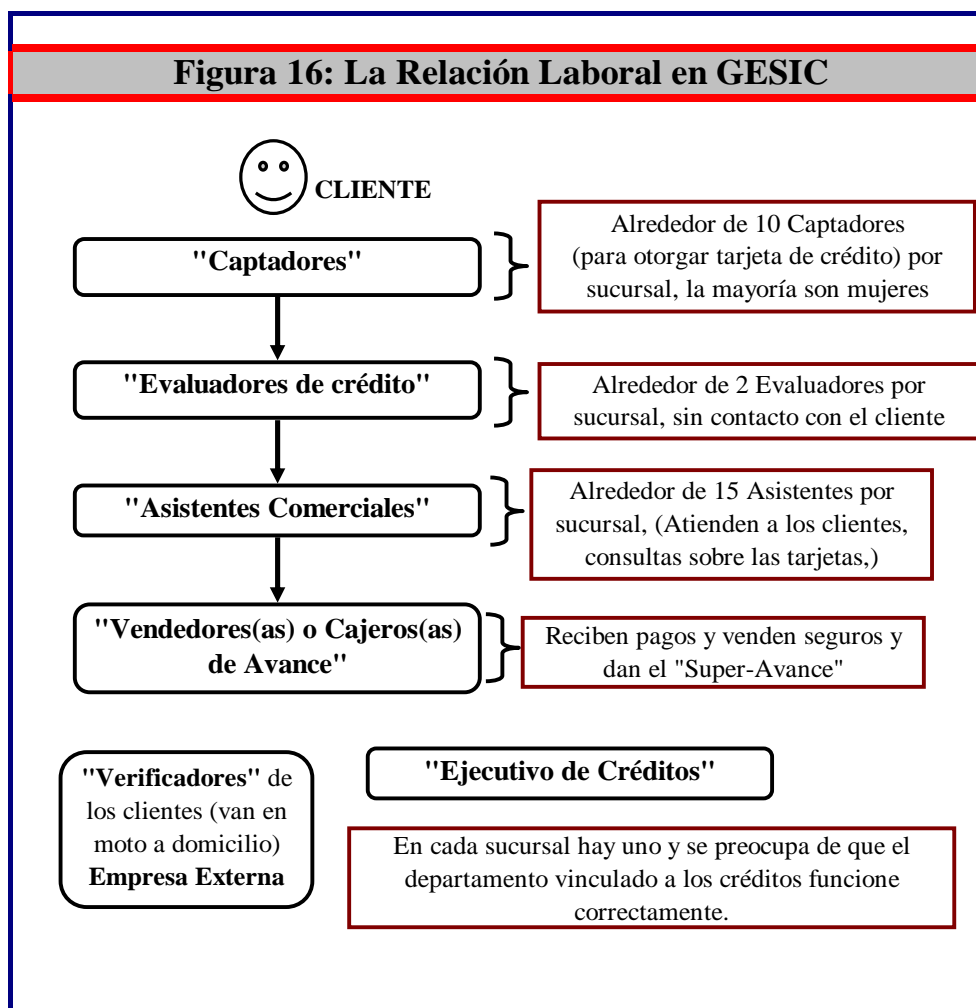 Figura 16: La Relación Laboral en GESIC
CLIENTE
"Captadores"
Alrededor de 10 Captadores
(para otorgar tarjeta de crédito) por
sucursal, la mayoría son mujeres
"Evaluadores de crédito"
Alrededor de 2 Evaluadores por
sucursal, sin contacto con el cliente
"Asistentes Comerciales"
Alrededor de 15 Asistentes por
sucursal, (Atienden a los clientes,
consultas sobre las tarjetas,)
"Vendedores(as) o Cajeros(as)
de Avance"
Reciben pagos y venden seguros y
dan el "Super-Avance"
"Verificadores" de
los clientes (van en
moto a domicilio)
Empresa Externa
"Ejecutivo de Créditos"
En cada sucursal hay uno y se preocupa de que el
departamento vinculado a los créditos funcione
correctamente.